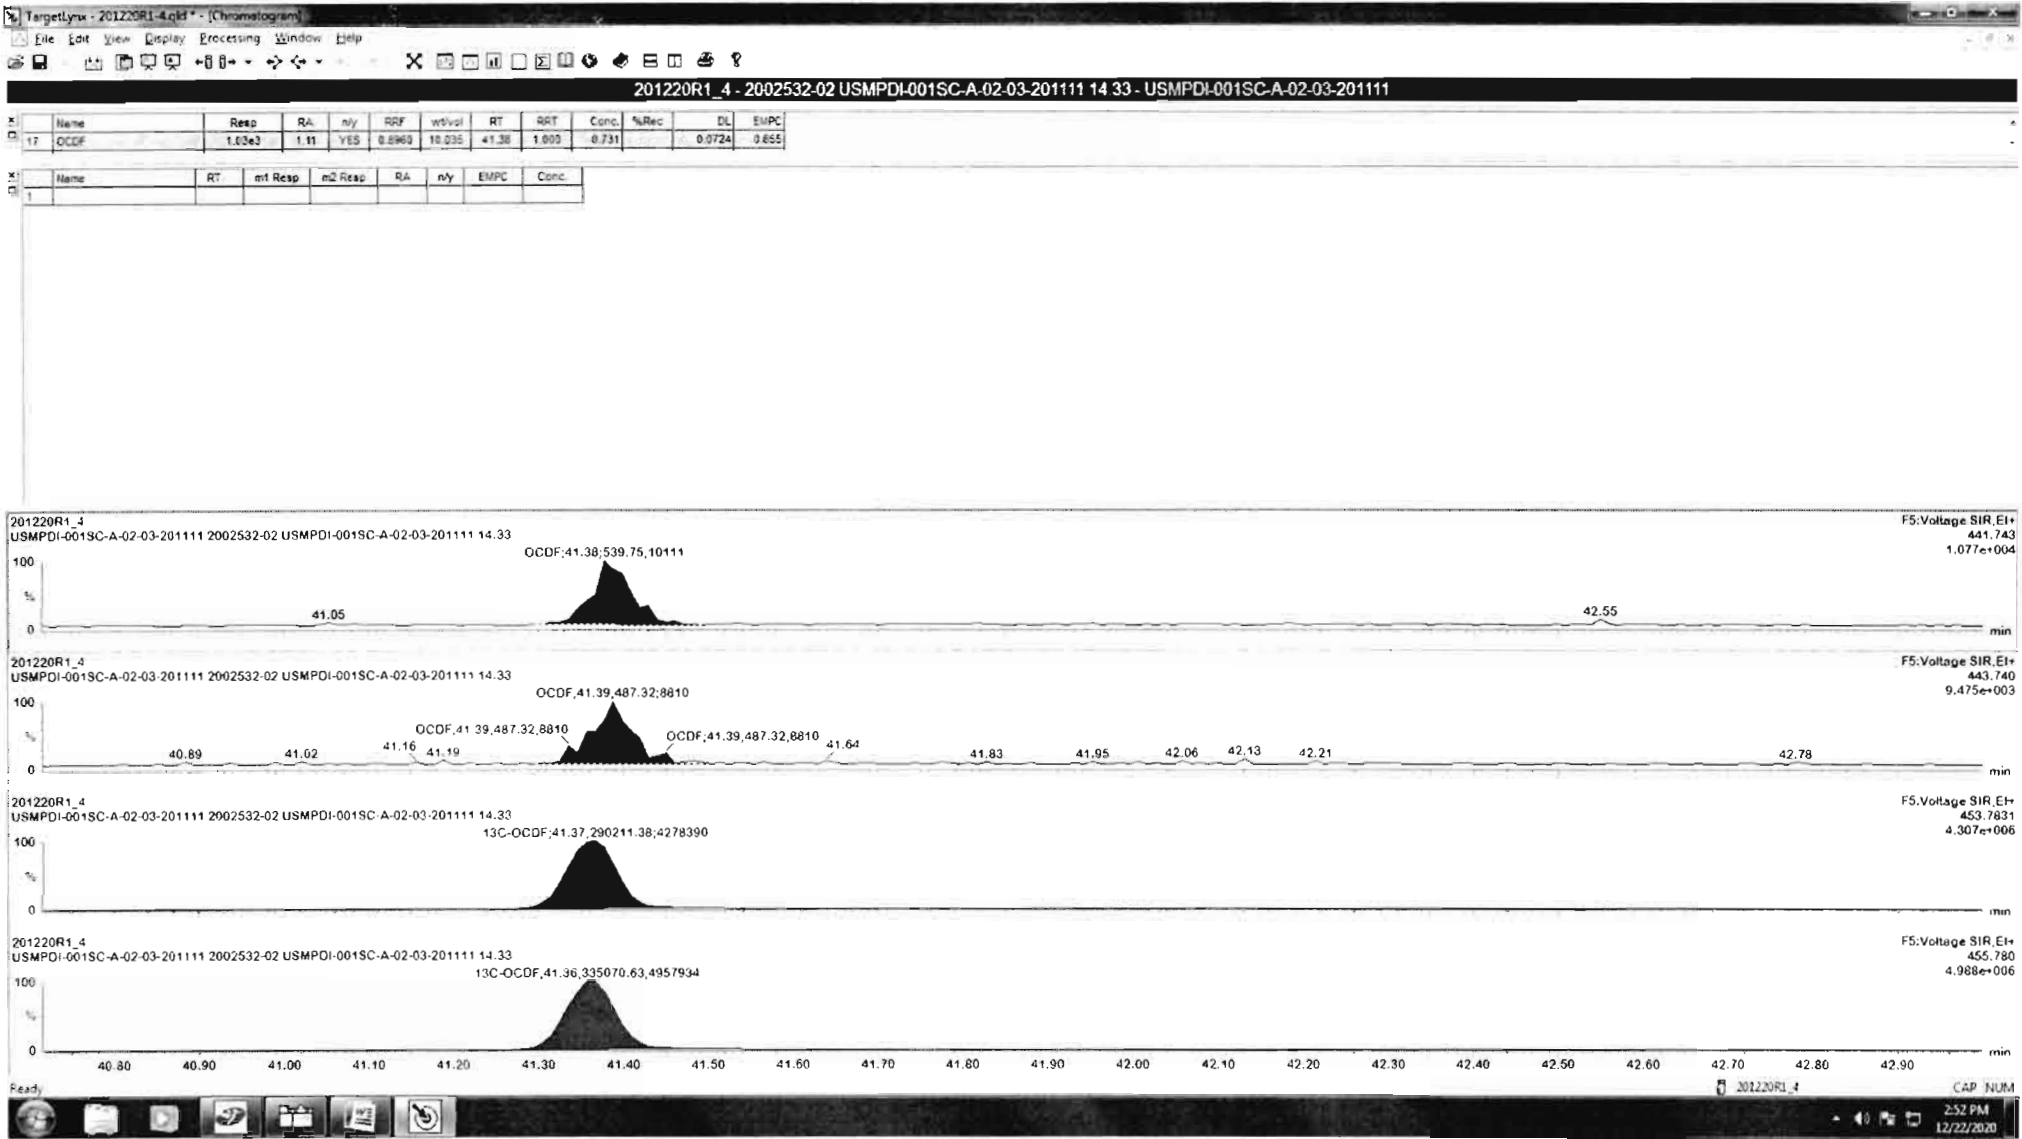 TargetLynx - 201220R1-4.qld * - [Chromatogram]
File Edit View Display Processing Window Help
201220R1_4 - 2002532-02 USMPDI-001SC-A-02-03-201111 14.33 - USMPDI-001SC-A-02-03-201111
Name Resp RA n/y RRF wt/vol RT RRT Conc. %Rec DL EMPC
17 OCDF 1.03e3 1.11 YES 0.8960 10.035 41.38 1.000 0.731 0.0724 0.655
Name RT m1 Resp m2 Resp RA n/y EMPC Conc.
1
201220R1_4 F5:Voltage SIR,EI+
USMPDI-001SC-A-02-03-201111 2002532-02 USMPDI-001SC-A-02-03-201111 14.33 441.743
OCDF;41.38;539.75,10111 1.077e+004
100
%
41.05 42.55
0 min
201220R1_4 F5:Voltage SIR,EI+
USMPDI-001SC-A-02-03-201111 2002532-02 USMPDI-001SC-A-02-03-201111 14.33 443.740
OCDF,41.39,487.32;8810 9.475e+003
100
OCDF,41.39,487.32,8810 OCDF;41.39,487.32,8810
%
40.89 41.02 41.16 41.19 41.64 41.83 41.95 42.06 42.13 42.21 42.78
0 min
201220R1_4 F5:Voltage SIR,EI+
USMPDI-001SC-A-02-03-201111 2002532-02 USMPDI-001SC-A-02-03-201111 14.33 453.7831
13C-OCDF;41.37,290211.38;4278390 4.307e+006
100
%
0 min
201220R1_4 F5:Voltage SIR,EI+
USMPDI-001SC-A-02-03-201111 2002532-02 USMPDI-001SC-A-02-03-201111 14.33 455.780
13C-OCDF,41.36,335070.63,4957934 4.988e+006
100
%
0 min
40.80 40.90 41.00 41.10 41.20 41.30 41.40 41.50 41.60 41.70 41.80 41.90 42.00 42.10 42.20 42.30 42.40 42.50 42.60 42.70 42.80 42.90
Ready 201220R1_4 CAP NUM
2:52 PM
12/22/2020